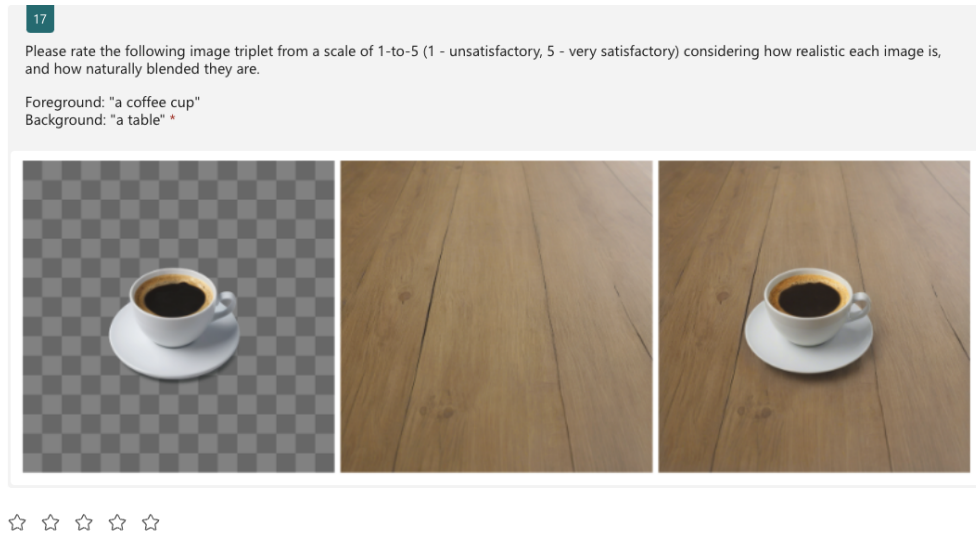 17
Please rate the following image triplet from a scale of 1-to-5 (1 - unsatisfactory, 5 - very satisfactory) considering how realistic each image is,
and how naturally blended they are.
Foreground: "a coffee cup"
Background: "a table" *